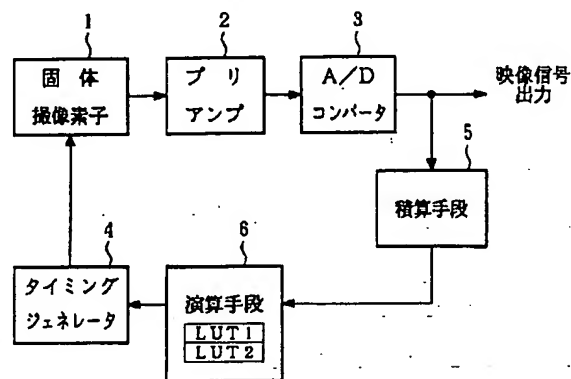 1
固体
撮像素子
2
プリ
アンプ
3
A/D
コンバータ
映像信号
出力
5
積算手段
4
タイミング
ジェネレータ
6
演算手段
LUT1
LUT2